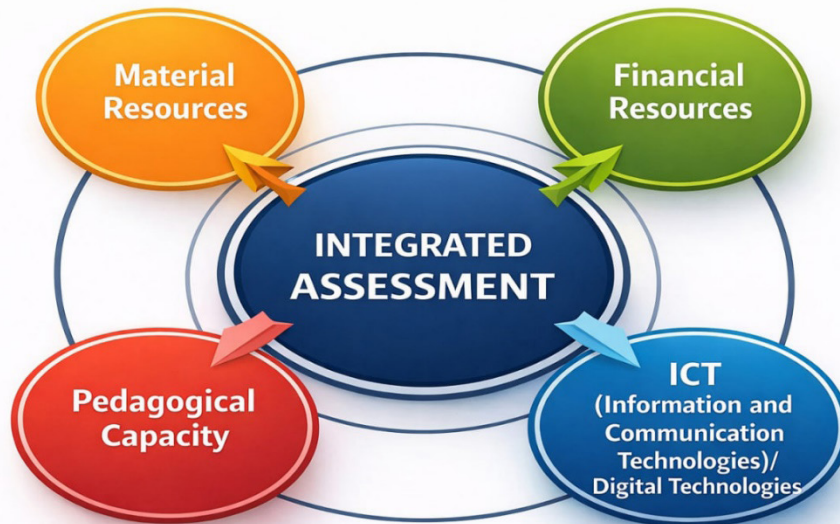 Material
Resources
Financial
Resources
INTEGRATED
ASSESSMENT
Pedagogical
Capacity
ICT
(Information and
Communication
Technologies)/
Digital Technologies